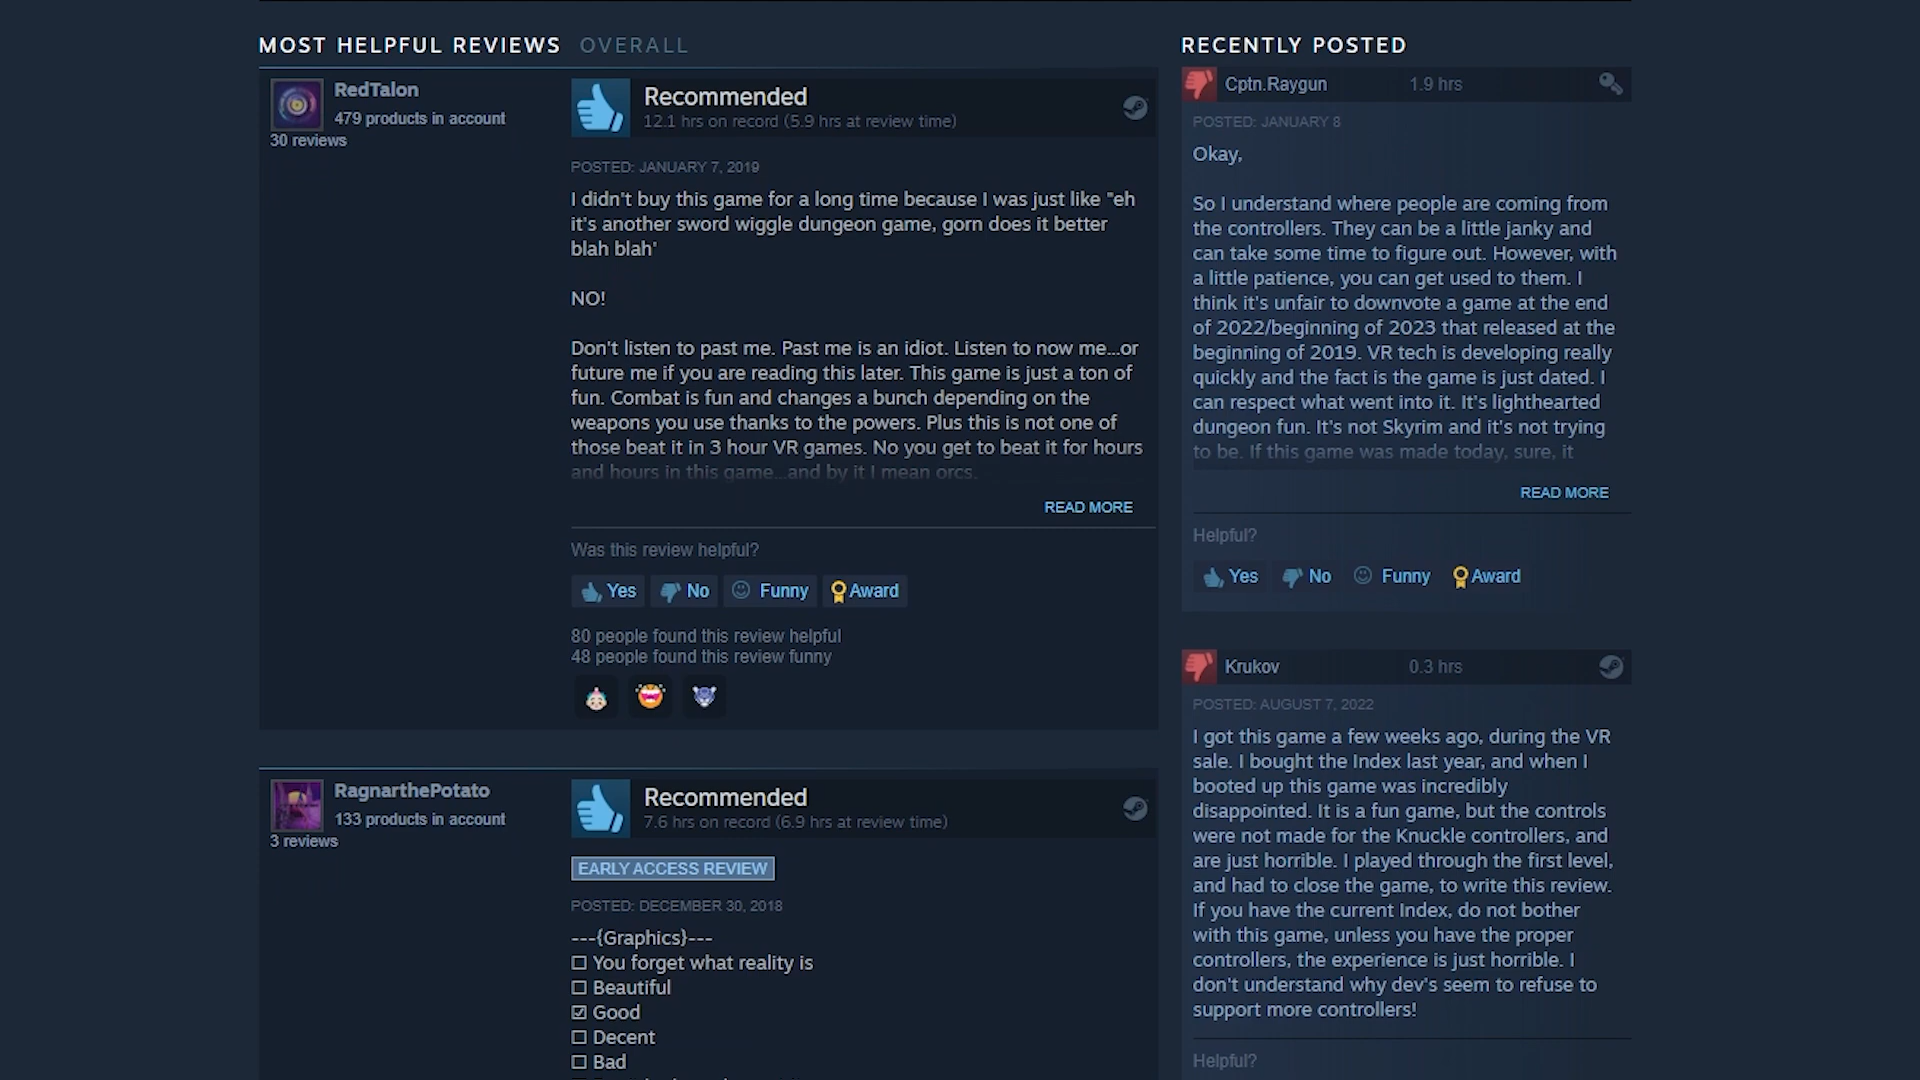 MOST HELPFUL REVIEWS OVERALL
RedTalon
479 products in account
30 reviews
Recommended
12.1 hrs on record (5.9 hrs at review time)
POSTED: JANUARY 7, 2019
I didn't buy this game for a long time because I was just like "eh
it's another sword wiggle dungeon game, gorn does it better
blah blah'
NO!
Don't listen to past me. Past me is an idiot. Listen to now me...or
future me if you are reading this later. This game is just a ton of
fun. Combat is fun and changes a bunch depending on the
weapons you use thanks to the powers. Plus this is not one of
those beat it in 3 hour VR games. No you get to beat it for hours
and hours in this game...and by it I mean orcs.
READ MORE
Was this review helpful?
Yes No Funny Award
80 people found this review helpful
48 people found this review funny
RagnarthePotato
133 products in account
3 reviews
Recommended
7.6 hrs on record (6.9 hrs at review time)
EARLY ACCESS REVIEW
POSTED: DECEMBER 30, 2018
---{Graphics}---
☐ You forget what reality is
☐ Beautiful
☑ Good
☐ Decent
☐ Bad
RECENTLY POSTED
Cptn.Raygun 1.9 hrs
POSTED: JANUARY 8
Okay,
So I understand where people are coming from
the controllers. They can be a little janky and
can take some time to figure out. However, with
a little patience, you can get used to them. I
think it's unfair to downvote a game at the end
of 2022/beginning of 2023 that released at the
beginning of 2019. VR tech is developing really
quickly and the fact is the game is just dated. I
can respect what went into it. It's lighthearted
dungeon fun. It's not Skyrim and it's not trying
to be. If this game was made today, sure, it
READ MORE
Helpful?
Yes No Funny Award
Krukov 0.3 hrs
POSTED: AUGUST 7, 2022
I got this game a few weeks ago, during the VR
sale. I bought the Index last year, and when I
booted up this game was incredibly
disappointed. It is a fun game, but the controls
were not made for the Knuckle controllers, and
are just horrible. I played through the first level,
and had to close the game, to write this review.
If you have the current Index, do not bother
with this game, unless you have the proper
controllers, the experience is just horrible. I
don't understand why dev's seem to refuse to
support more controllers!
Helpful?